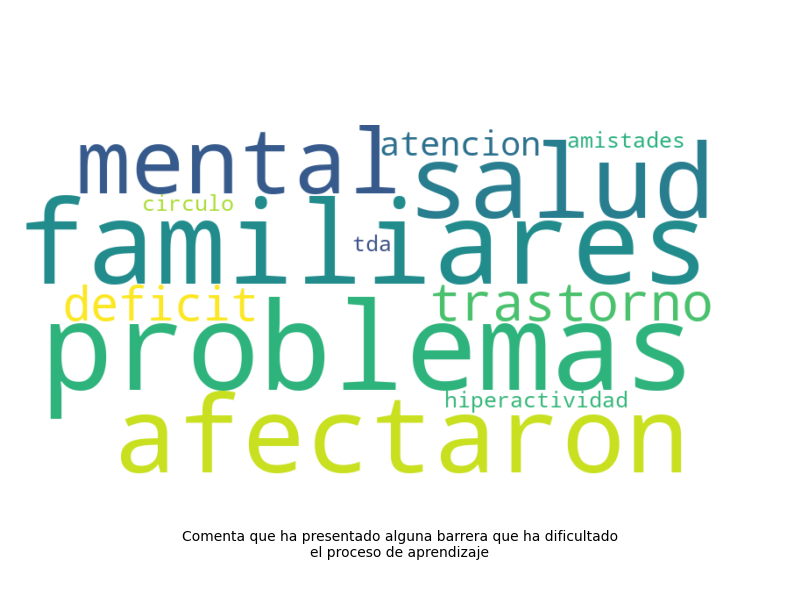 mental
atencion
amistades
salud
circulo
familiares
tda
deficit
trastorno
problemas
hiperactividad
afectaron
Comenta que ha presentado alguna barrera que ha dificultado
el proceso de aprendizaje